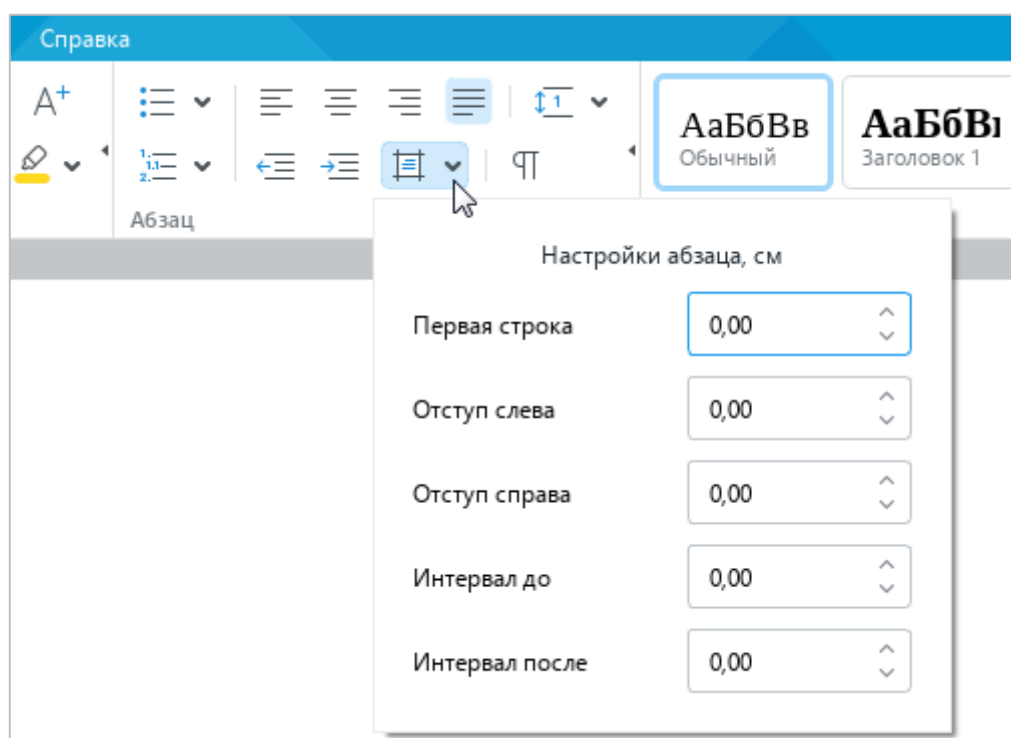 Справка
АаБбВв
АаБбВ
Обычный
Заголовок 1
Абзац
Настройки абзаца, см
Первая строка 0,00
Отступ слева 0,00
Отступ справа 0,00
Интервал до 0,00
Интервал после 0,00